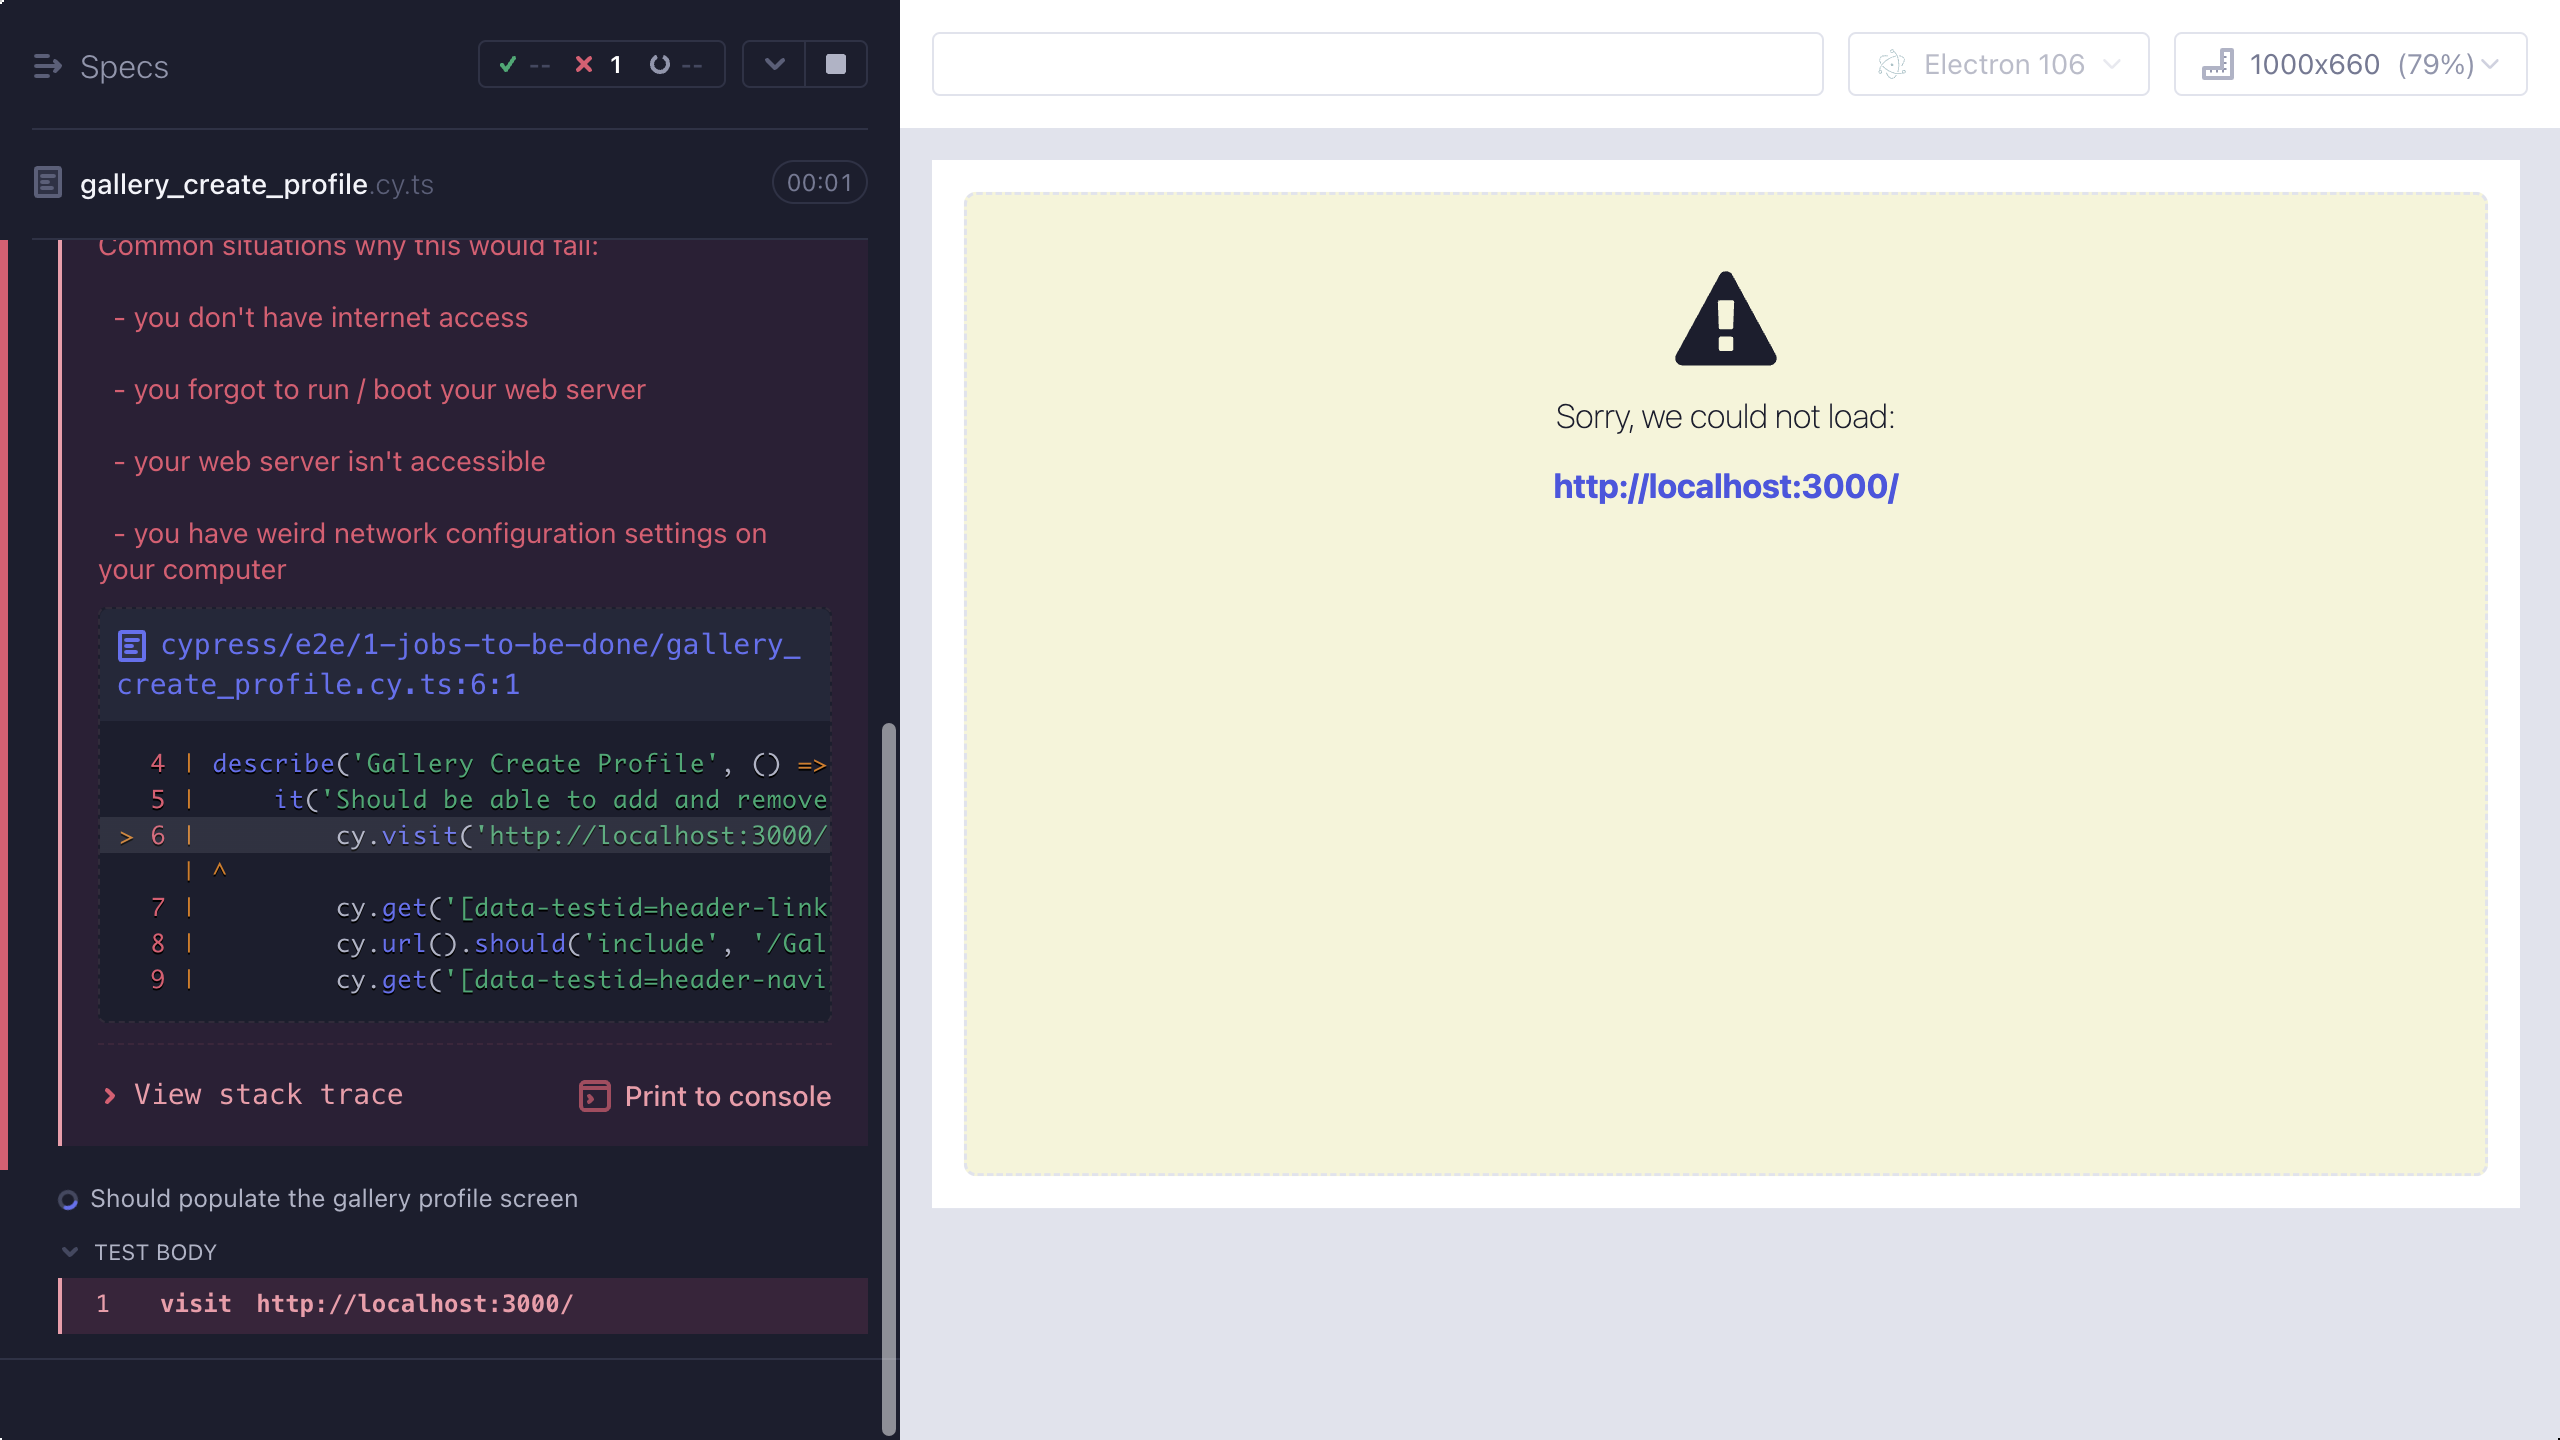 Specs
-- 1 --
gallery_create_profile.cy.ts
00:01
Common situations why this would fail:
- you don't have internet access
- you forgot to run / boot your web server
- your web server isn't accessible
- you have weird network configuration settings on
your computer
cypress/e2e/1-jobs-to-be-done/gallery_
create_profile.cy.ts:6:1
4 | describe('Gallery Create Profile', () =>
5 | it('Should be able to add and remove
> 6 | cy.visit('http://localhost:3000/
| ^
7 | cy.get('[data-testid=header-link
8 | cy.url().should('include', '/Gal
9 | cy.get('[data-testid=header-navi
View stack trace
Print to console
Should populate the gallery profile screen
TEST BODY
1 visit http://localhost:3000/
Electron 106
1000x660 (79%)
Sorry, we could not load:
http://localhost:3000/